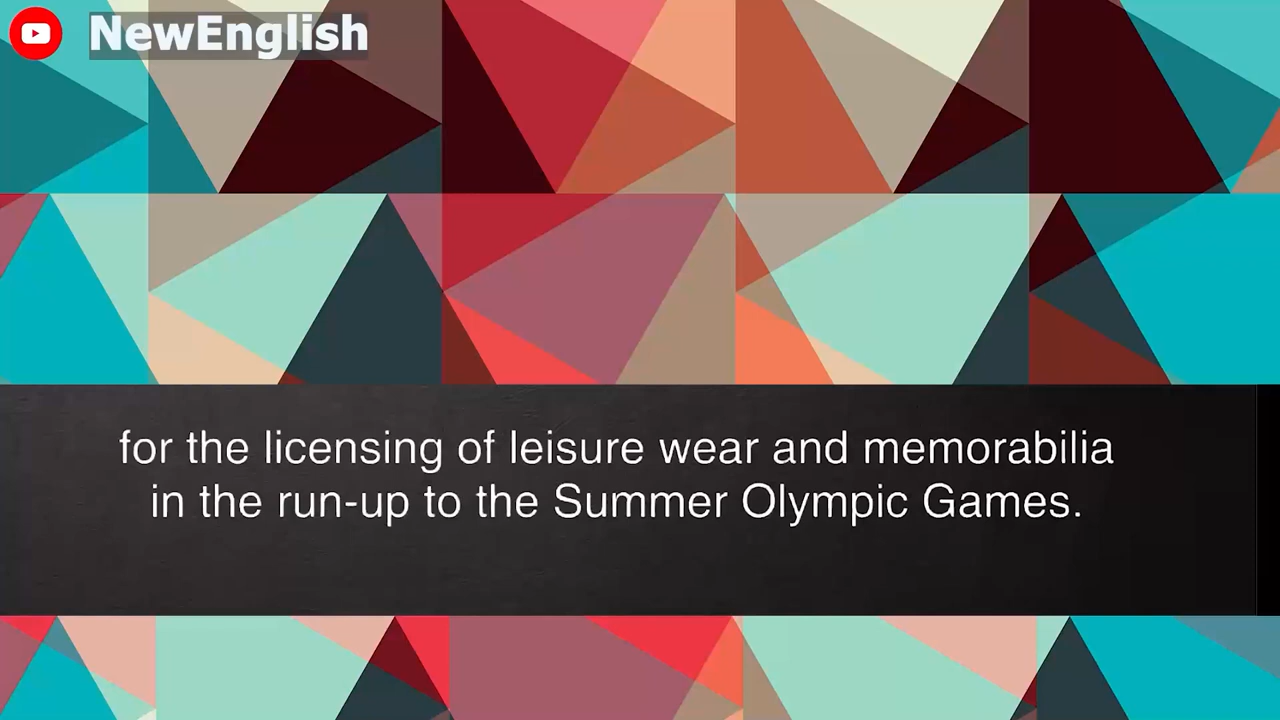 NewEnglish
for the licensing of leisure wear and memorabilia
in the run-up to the Summer Olympic Games.